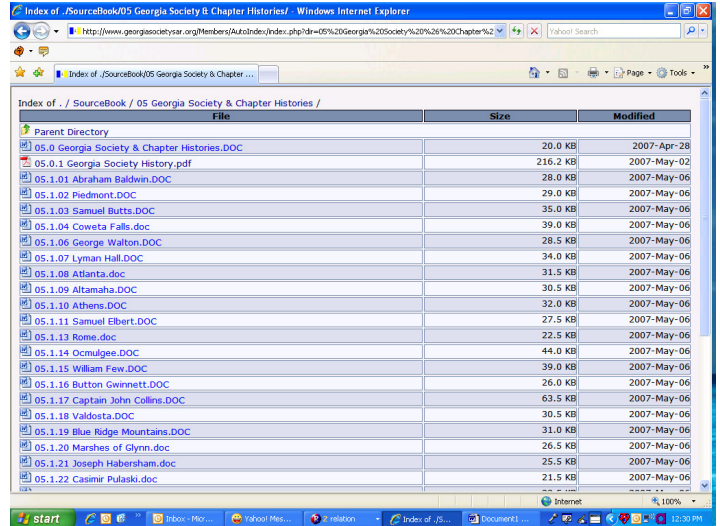 Index of ./SourceBook/05 Georgia Society & Chapter Histories/ - Windows Internet Explorer
http://www.georgiasocietysar.org/Members/AutoIndex/index.php?dir=05%20Georgia%20Society%20%26%20Chapter%2
Yahoo! Search
Index of ./SourceBook/05 Georgia Society & Chapter ...
Page Tools
Index of . / SourceBook / 05 Georgia Society & Chapter Histories /
File Size Modified
Parent Directory
05.0 Georgia Society & Chapter Histories.DOC 20.0 KB 2007-Apr-28
05.0.1 Georgia Society History.pdf 216.2 KB 2007-May-02
05.1.01 Abraham Baldwin.DOC 28.0 KB 2007-May-06
05.1.02 Piedmont.DOC 29.0 KB 2007-May-06
05.1.03 Samuel Butts.DOC 35.0 KB 2007-May-06
05.1.04 Coweta Falls.doc 39.0 KB 2007-May-06
05.1.06 George Walton.DOC 28.5 KB 2007-May-06
05.1.07 Lyman Hall.DOC 34.0 KB 2007-May-06
05.1.08 Atlanta.doc 31.5 KB 2007-May-06
05.1.09 Altamaha.DOC 30.5 KB 2007-May-06
05.1.10 Athens.DOC 32.0 KB 2007-May-06
05.1.11 Samuel Elbert.DOC 27.5 KB 2007-May-06
05.1.13 Rome.doc 22.5 KB 2007-May-06
05.1.14 Ocmulgee.DOC 44.0 KB 2007-May-06
05.1.15 William Few.DOC 39.0 KB 2007-May-06
05.1.16 Button Gwinnett.DOC 26.0 KB 2007-May-06
05.1.17 Captain John Collins.DOC 63.5 KB 2007-May-06
05.1.18 Valdosta.DOC 30.5 KB 2007-May-06
05.1.19 Blue Ridge Mountains.DOC 31.0 KB 2007-May-06
05.1.20 Marshes of Glynn.doc 26.5 KB 2007-May-06
05.1.21 Joseph Habersham.doc 25.5 KB 2007-May-06
05.1.22 Casimir Pulaski.doc 21.5 KB 2007-May-06
Internet 100%
start Inbox - Micr... Yahoo! Mes... 2 relation Index of ./S... Document1 ... 12:30 PM